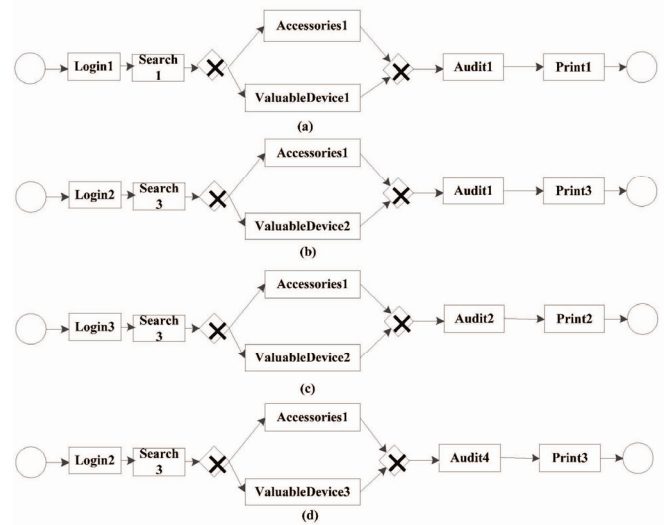 Accessories1
Login1
Search
1
Audit1
Print1
ValuableDevice1
(a)
Accessories1
Login2
Search
3
Audit1
Print3
ValuableDevice2
(b)
Accessories1
Login3
Search
3
Audit2
Print2
ValuableDevice2
(c)
Accessories1
Login2
Search
3
Audit4
Print3
ValuableDevice3
(d)